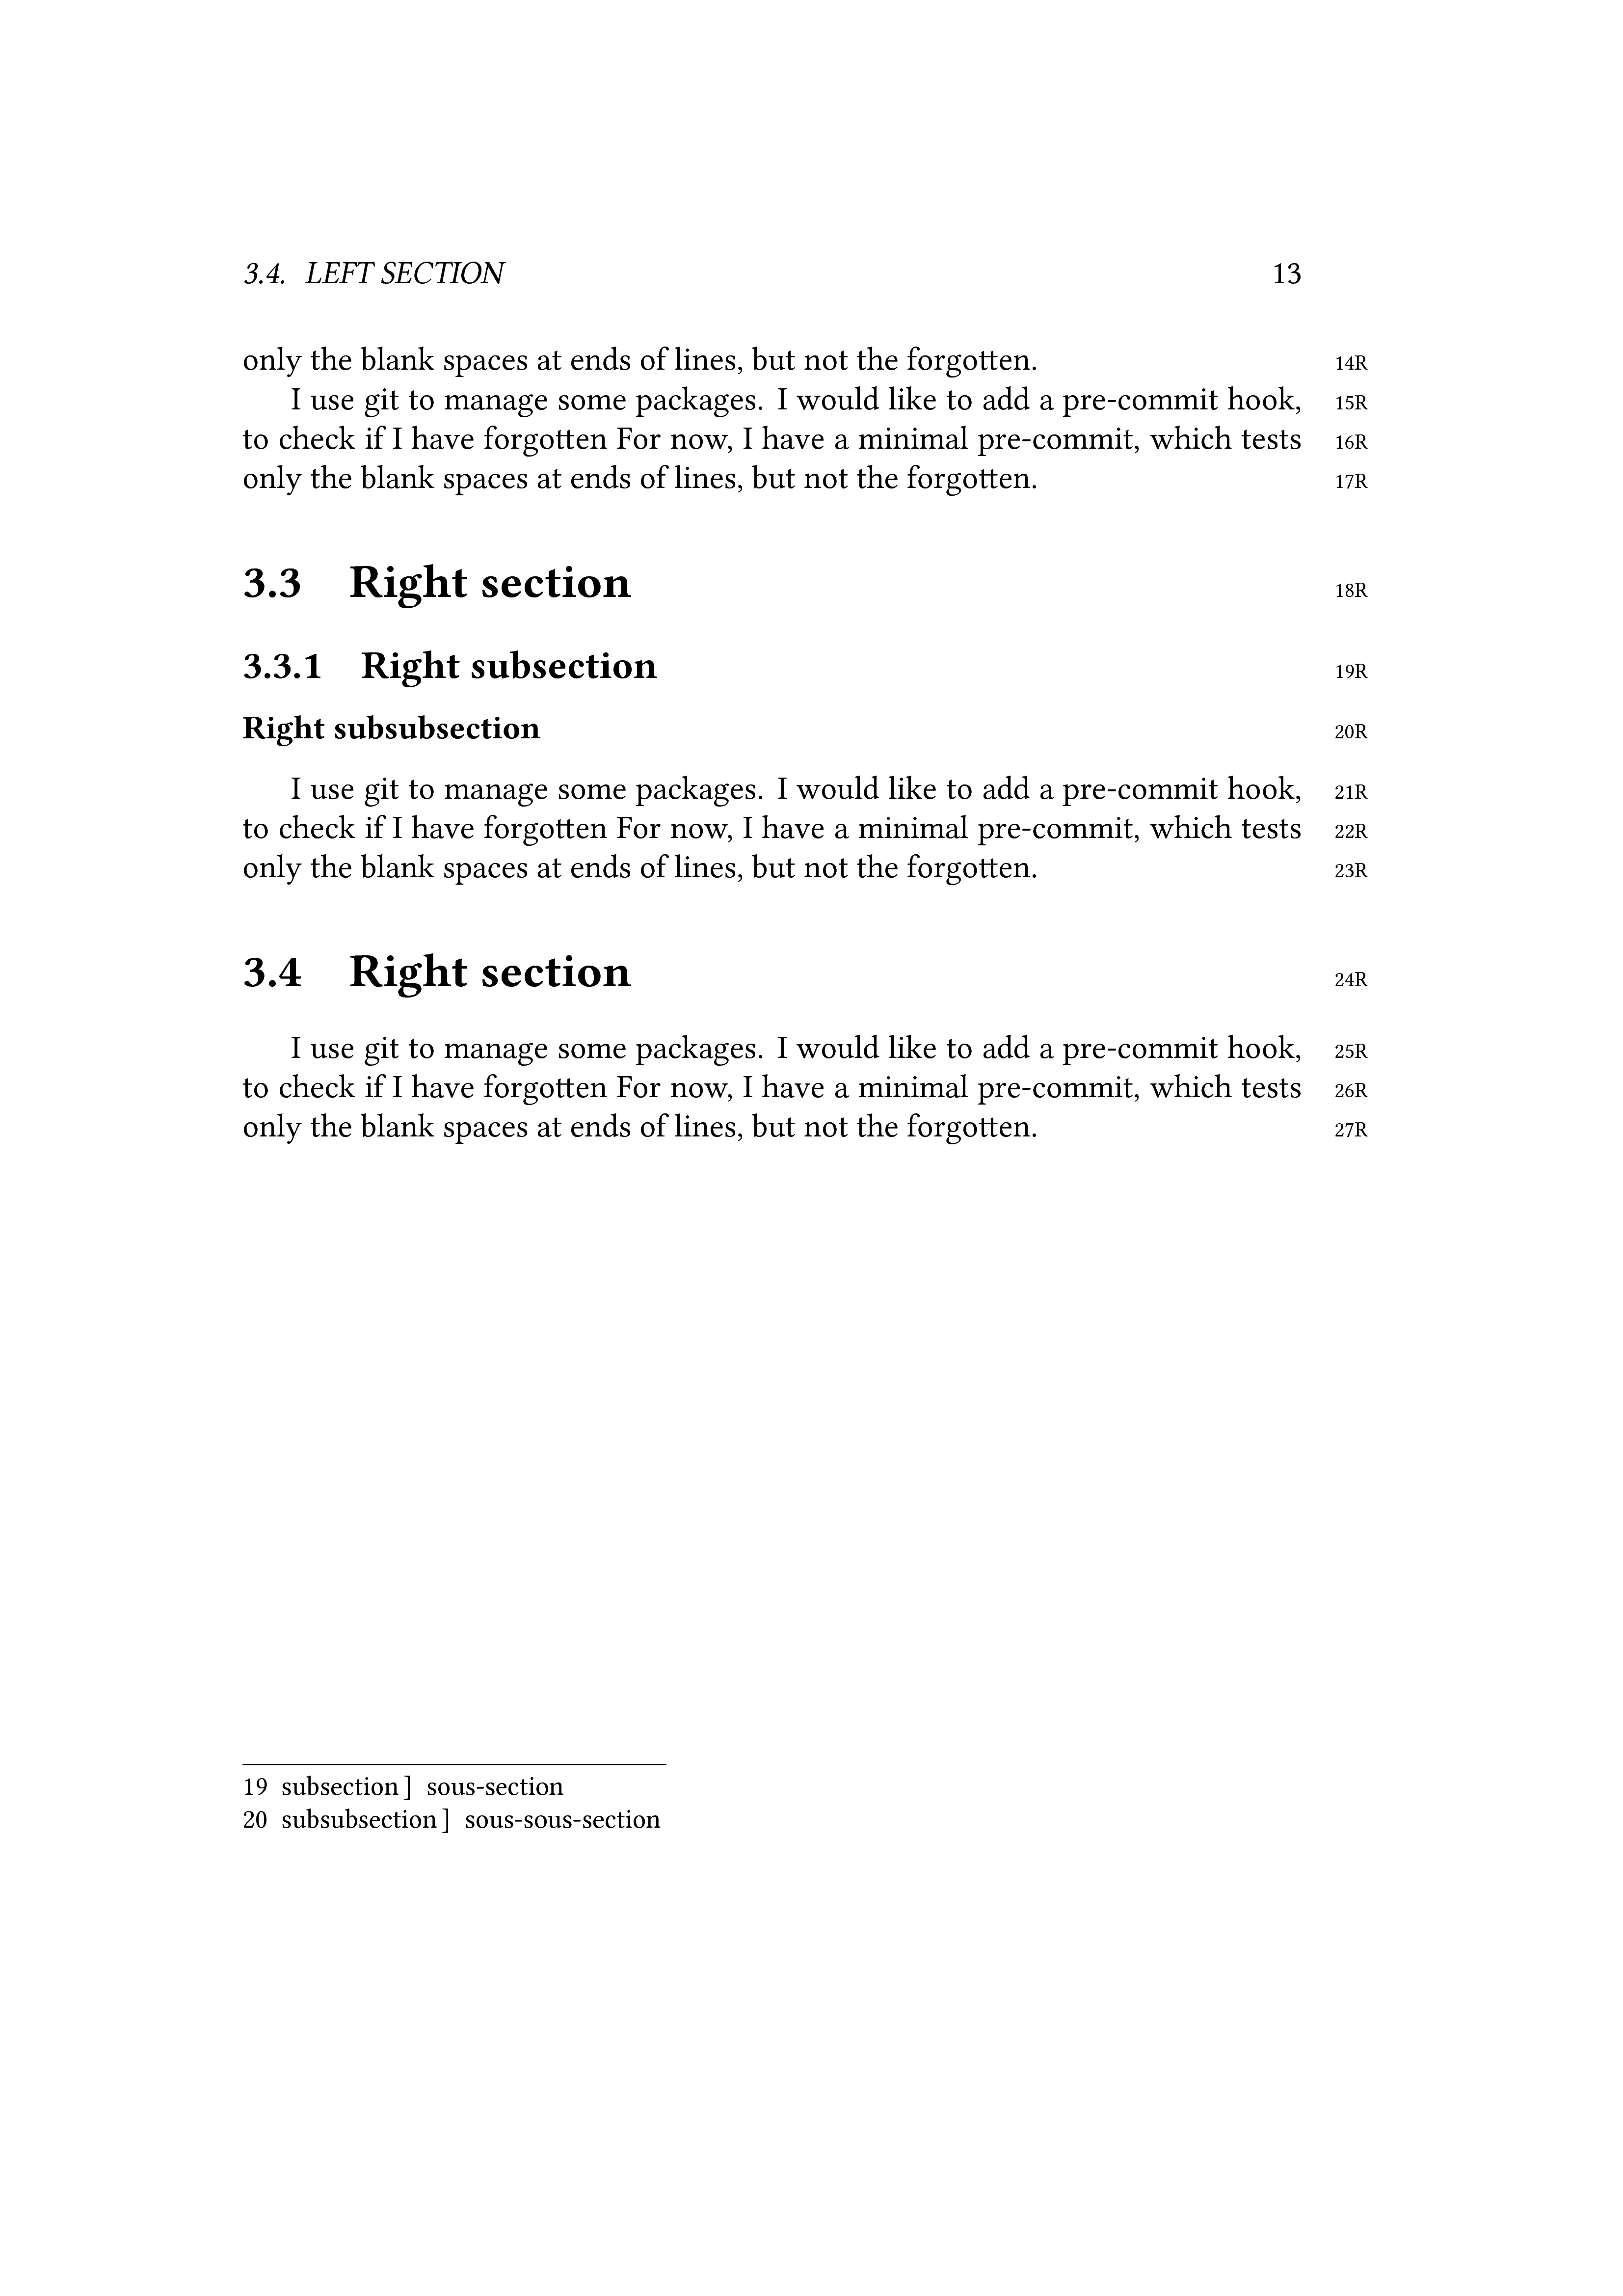 3.4. LEFT SECTION 13
only the blank spaces at ends of lines, but not the forgotten. 14R
I use git to manage some packages. I would like to add a pre-commit hook, 15R
to check if I have forgotten For now, I have a minimal pre-commit, which tests 16R
only the blank spaces at ends of lines, but not the forgotten. 17R
3.3 Right section 18R
3.3.1 Right subsection 19R
Right subsubsection 20R
I use git to manage some packages. I would like to add a pre-commit hook, 21R
to check if I have forgotten For now, I have a minimal pre-commit, which tests 22R
only the blank spaces at ends of lines, but not the forgotten. 23R
3.4 Right section 24R
I use git to manage some packages. I would like to add a pre-commit hook, 25R
to check if I have forgotten For now, I have a minimal pre-commit, which tests 26R
only the blank spaces at ends of lines, but not the forgotten. 27R
19 subsection ] sous-section
20 subsubsection ] sous-sous-section